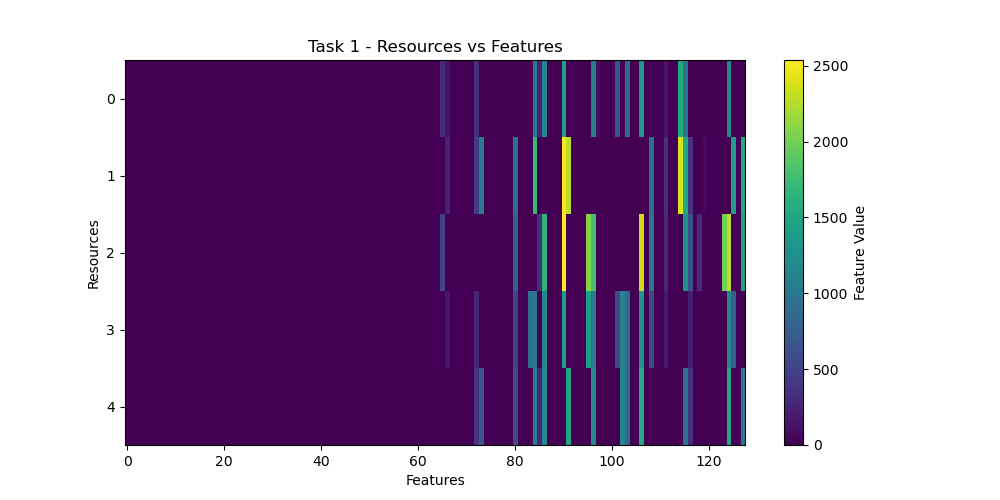 Task 1 - Resources vs Features
Resources
0
1
2
3
4
0 20 40 60 80 100 120
Features
2500
2000
1500
1000
500
0
Feature Value